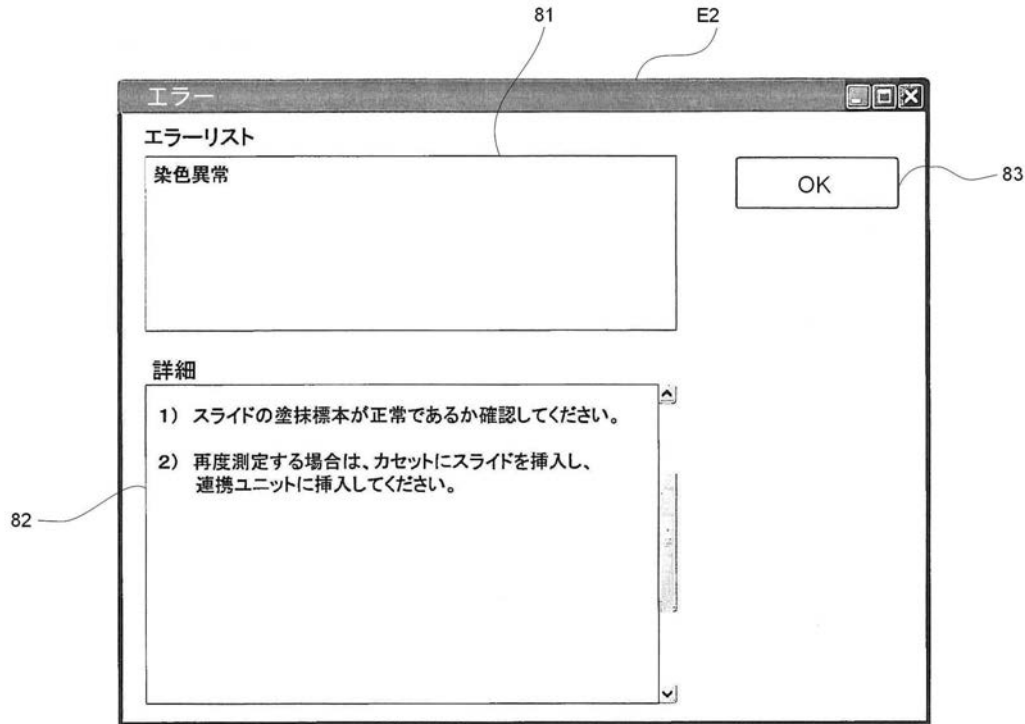 81
E2
エラー
エラーリスト
染色異常
OK
83
詳細
1) スライドの塗抹標本が正常であるか確認してください。
2) 再度測定する場合は、カセットにスライドを挿入し、
連携ユニットに挿入してください。
82